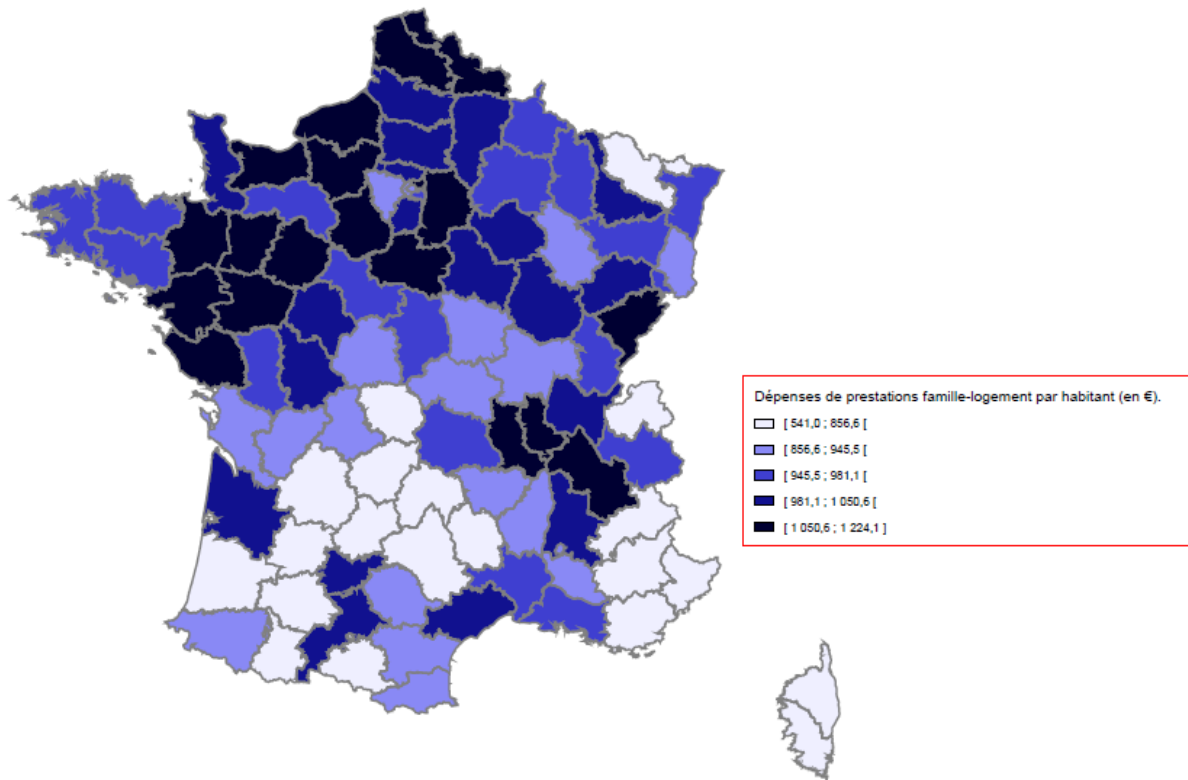 Dépenses de prestations famille-logement par habitant (en €).
[ 541,0 ; 856,6 [
[ 856,6 ; 945,5 [
[ 945,5 ; 981,1 [
[ 981,1 ; 1 050,6 [
[ 1 050,6 ; 1 224,1 ]